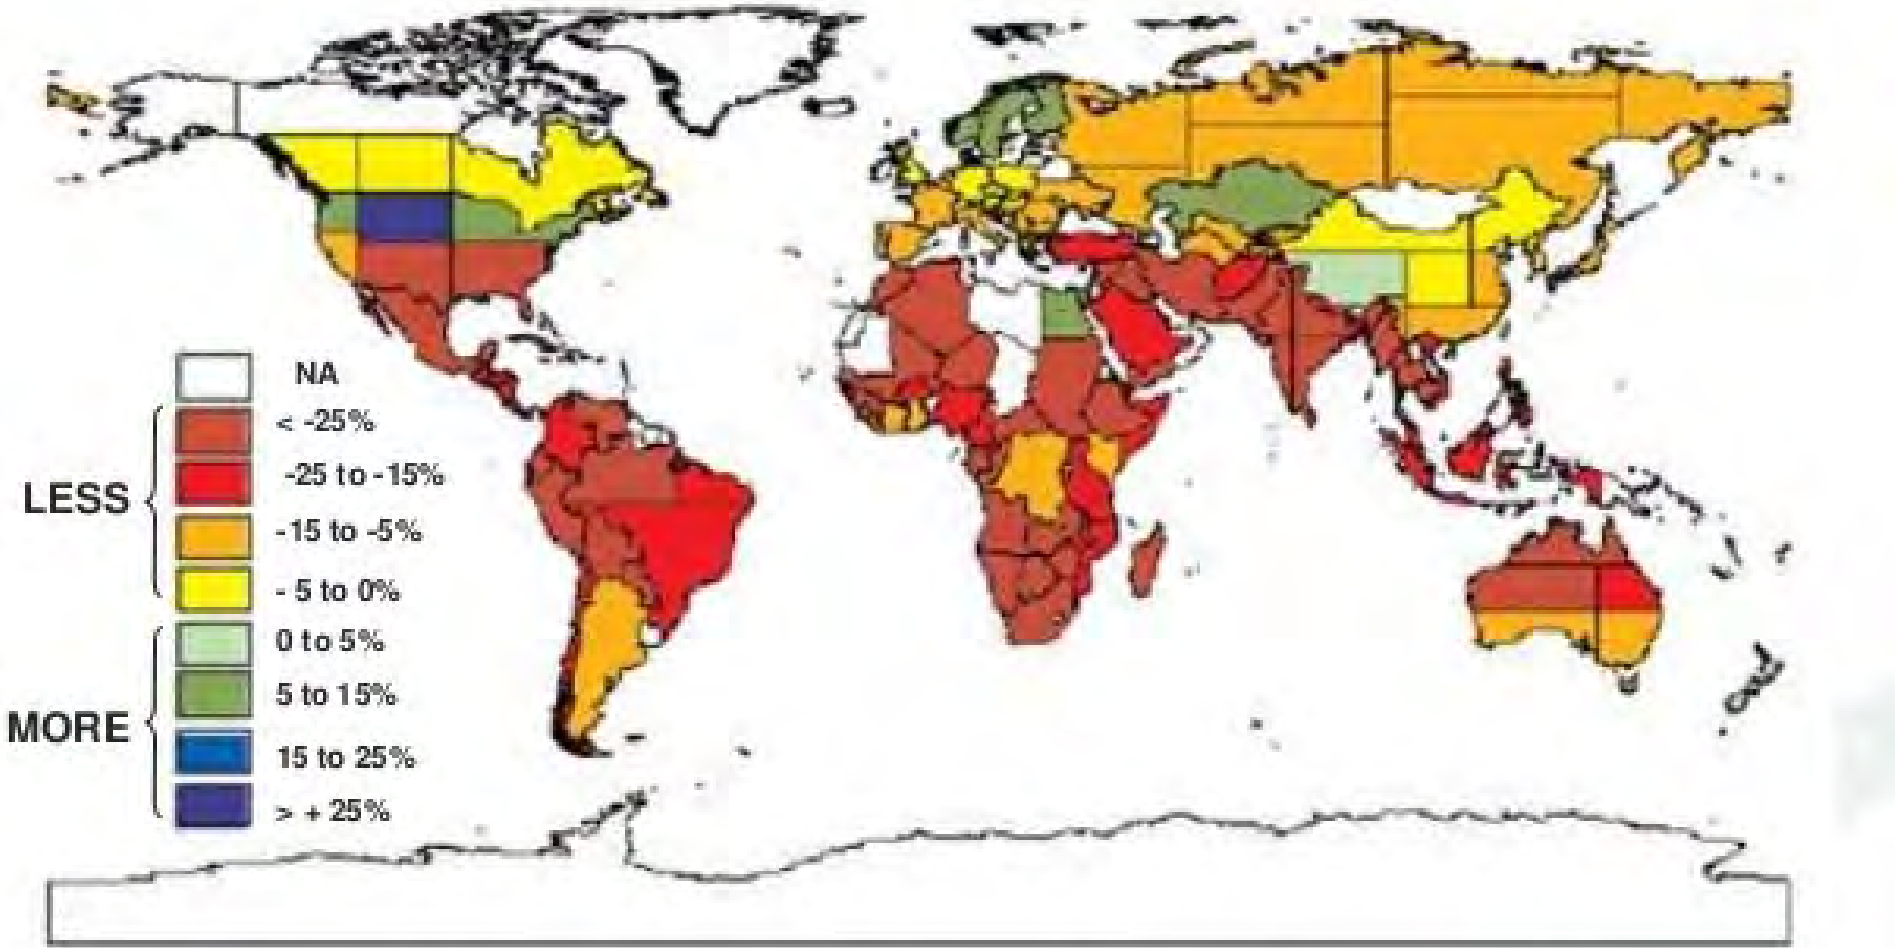 NA
< -25%
-25 to -15%
LESS
-15 to -5%
- 5 to 0%
0 to 5%
5 to 15%
MORE
15 to 25%
> + 25%